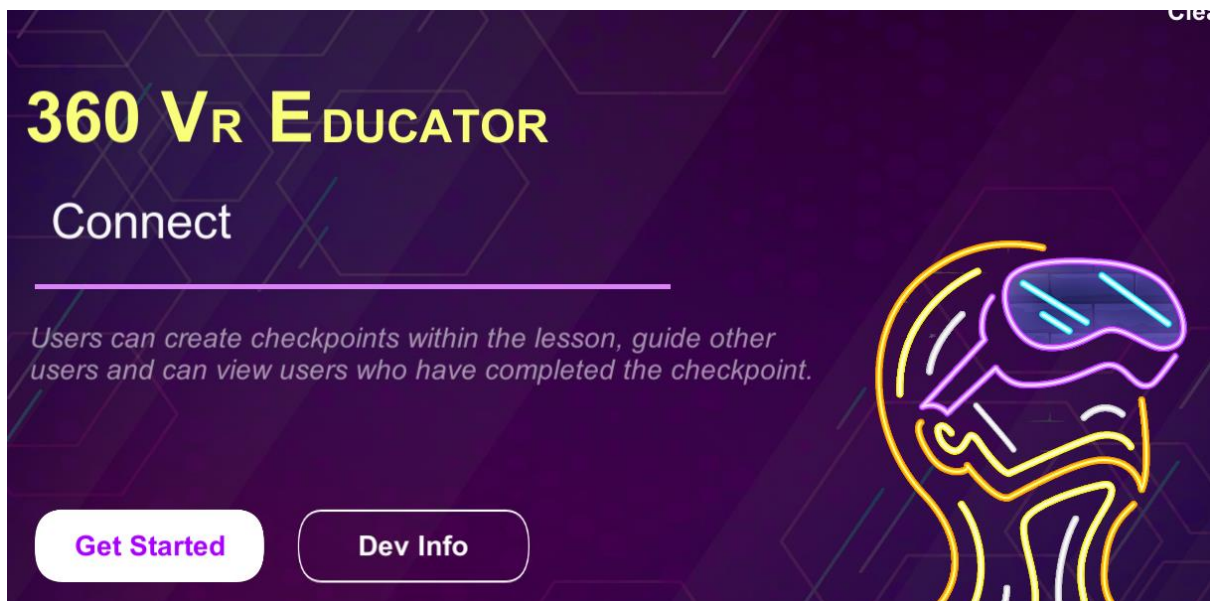 360 VR EDUCATOR
Connect
Users can create checkpoints within the lesson, guide other
users and can view users who have completed the checkpoint.
Get Started
Dev Info